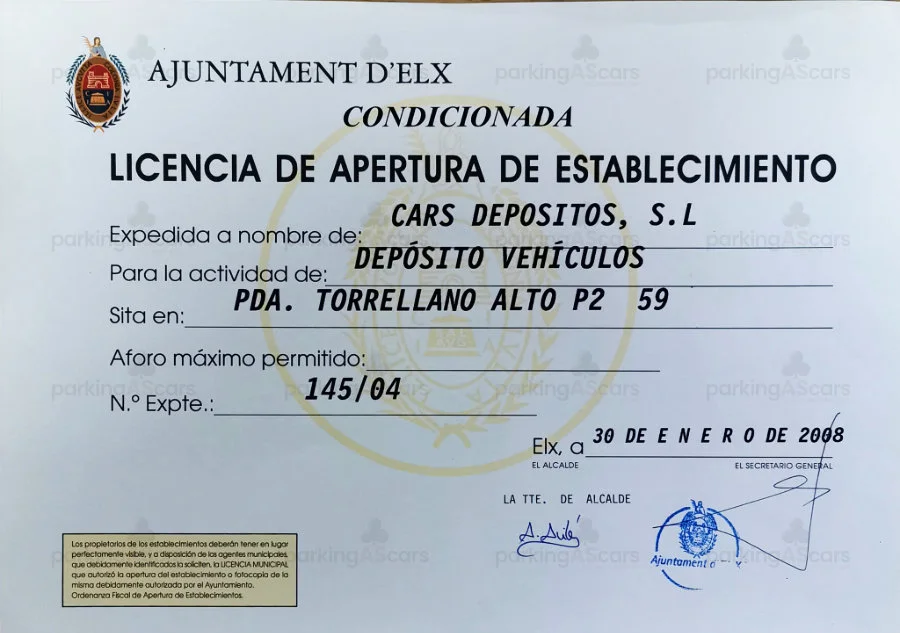 AJUNTAMENT D'ELX
CONDICIONADA
LICENCIA DE APERTURA DE ESTABLECIMIENTO
Expedida a nombre de: CARS DEPOSITOS, S.L
Para la actividad de: DEPÓSITO VEHÍCULOS
Sita en: PDA. TORRELLANO ALTO P2 59
Aforo máximo permitido:
N.º Expte.: 145/04
Elx, a 30 DE E N E R O DE 2008
EL ALCALDE EL SECRETARIO GENERAL
LA TTE. DE ALCALDE
Ajuntament d
Los propietarios de los establecimientos deberán tener en lugar
perfectamente visible, y a disposición de los agentes municipales,
que debidamente identificados la soliciten, la LICENCIA MUNICIPAL
que autorizó la apertura del establecimiento o fotocopia de la
misma debidamente autorizada por el Ayuntamiento.
Ordenanza Fiscal de Apertura de Establecimientos.
parkingAScars